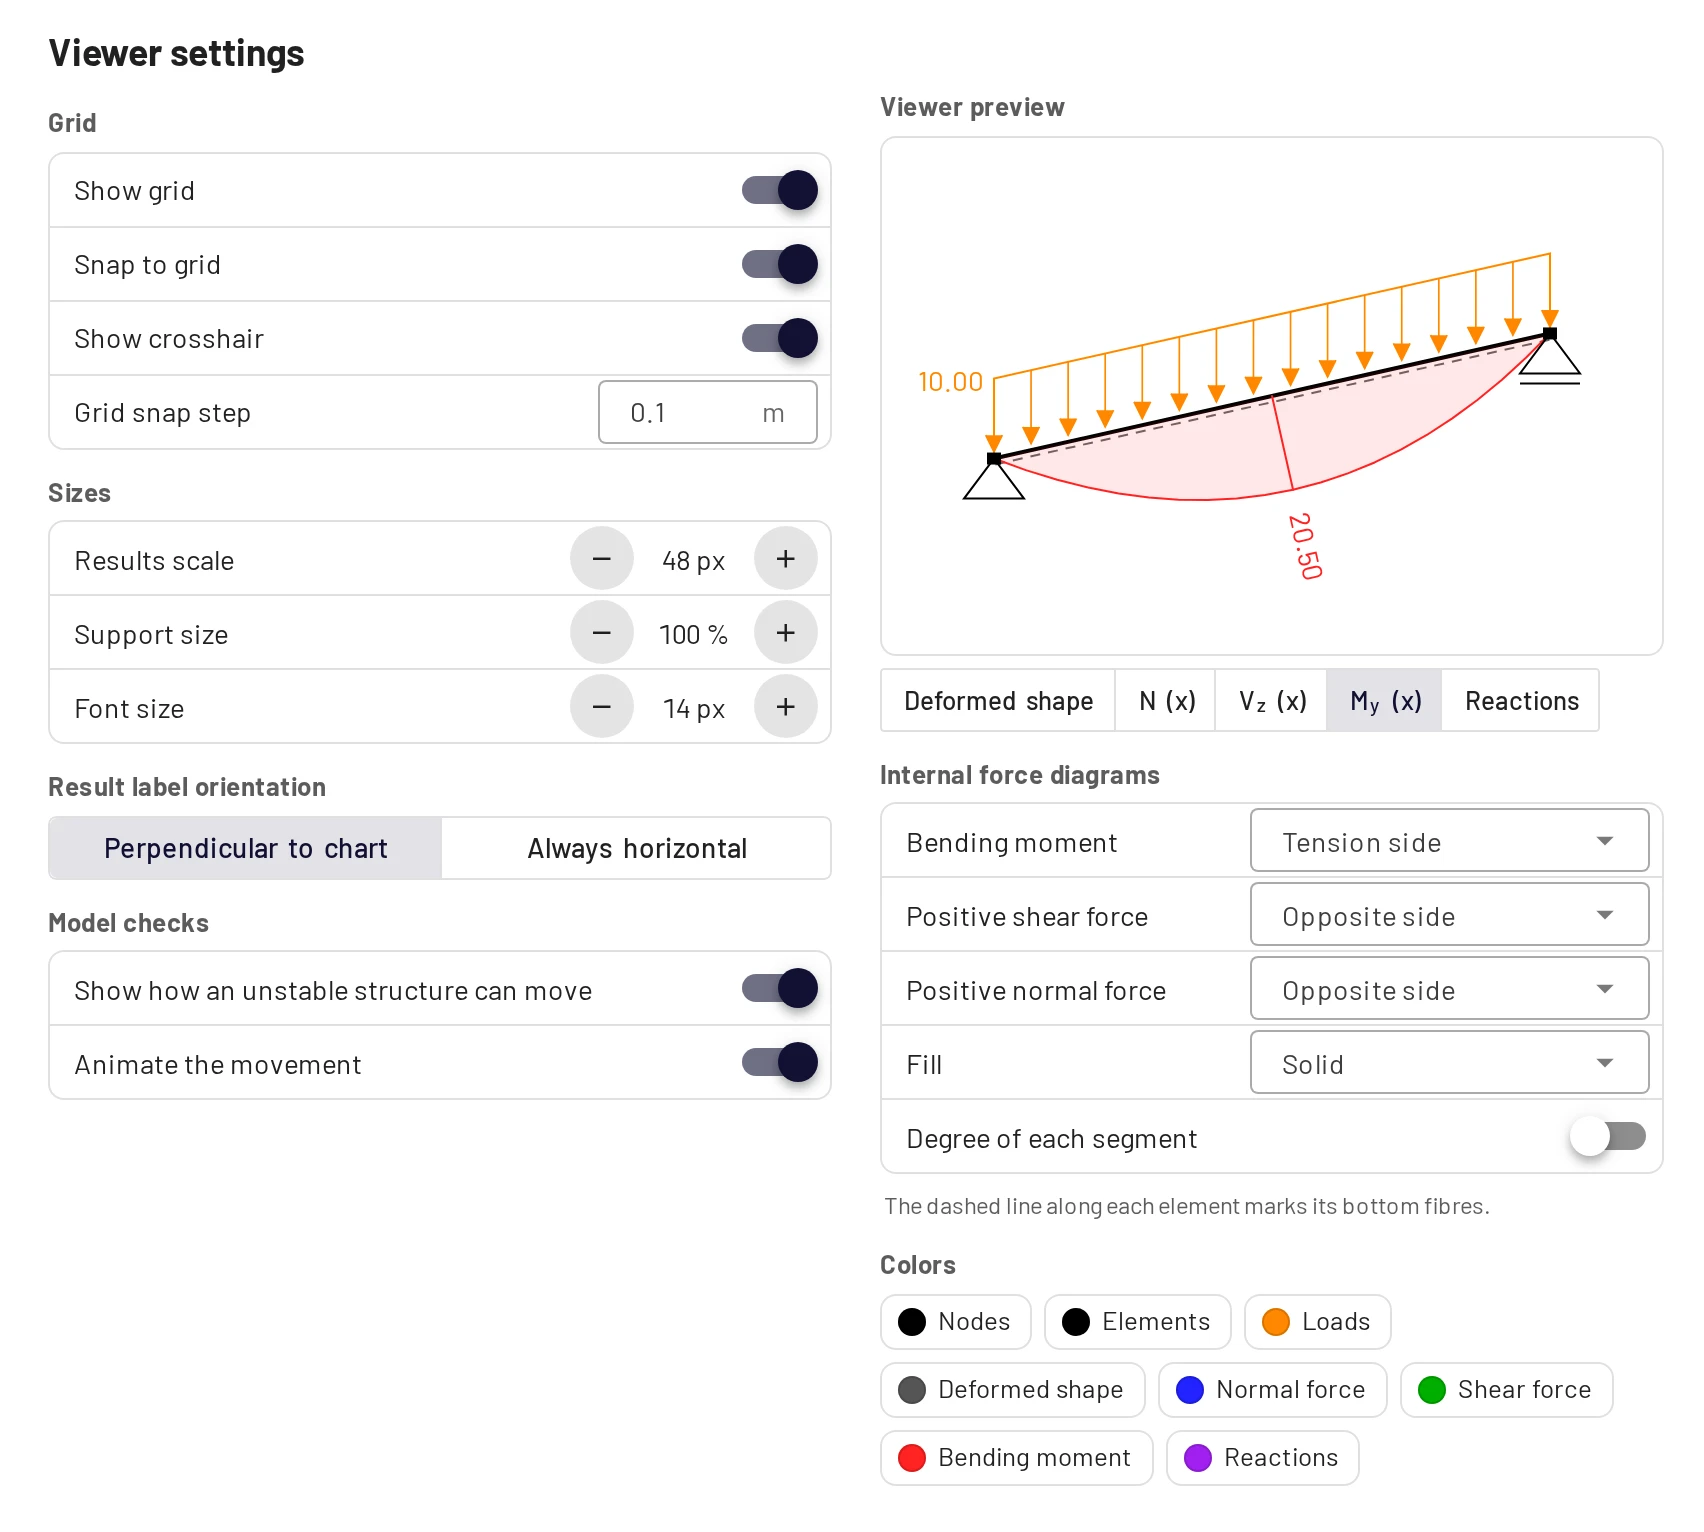 Viewer settings
Grid
Show grid
Snap to grid
Show crosshair
Grid snap step 0.1 m
Sizes
Results scale − 48 px +
Support size − 100 % +
Font size − 14 px +
Result label orientation
Perpendicular to chart Always horizontal
Model checks
Show how an unstable structure can move
Animate the movement
Viewer preview
10.00
20.50
Deformed shape N (x) Vz (x) My (x) Reactions
Internal force diagrams
Bending moment Tension side
Positive shear force Opposite side
Positive normal force Opposite side
Fill Solid
Degree of each segment
The dashed line along each element marks its bottom fibres.
Colors
Nodes Elements Loads
Deformed shape Normal force Shear force
Bending moment Reactions